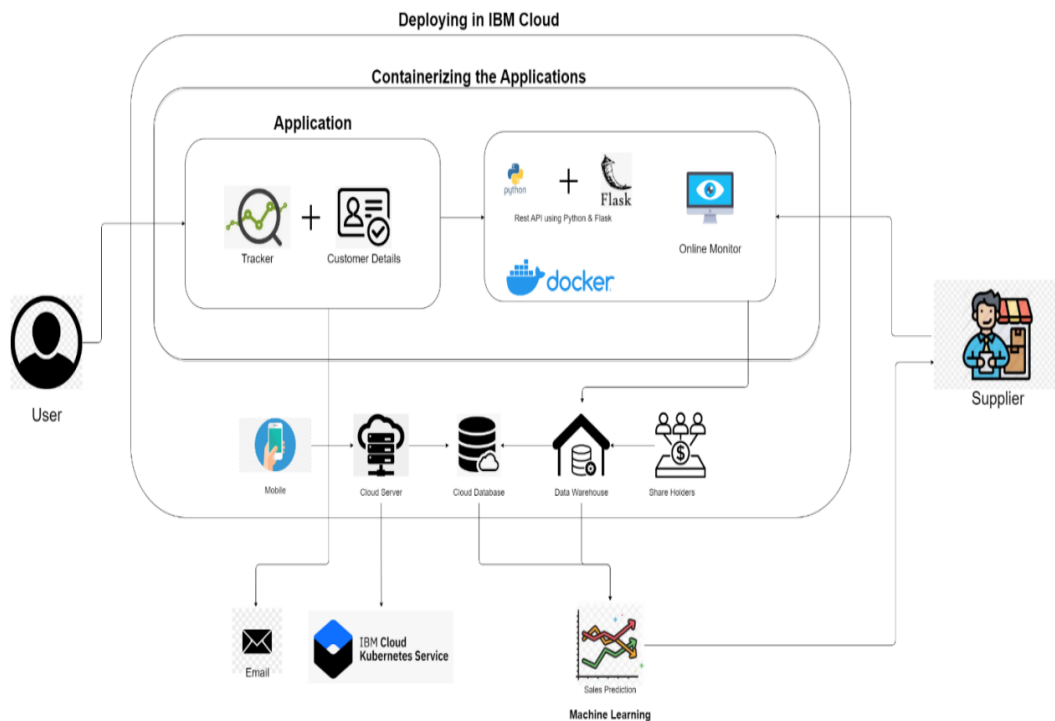 Deploying in IBM Cloud
Containerizing the Applications
Application
Tracker
Customer Details
python
Flask
Rest API using Python & Flask
Online Monitor
docker
User
Supplier
Mobile
Cloud Server
Cloud Database
Data Warehouse
Share Holders
Email
IBM Cloud
Kubernetes Service
Sales Prediction
Machine Learning